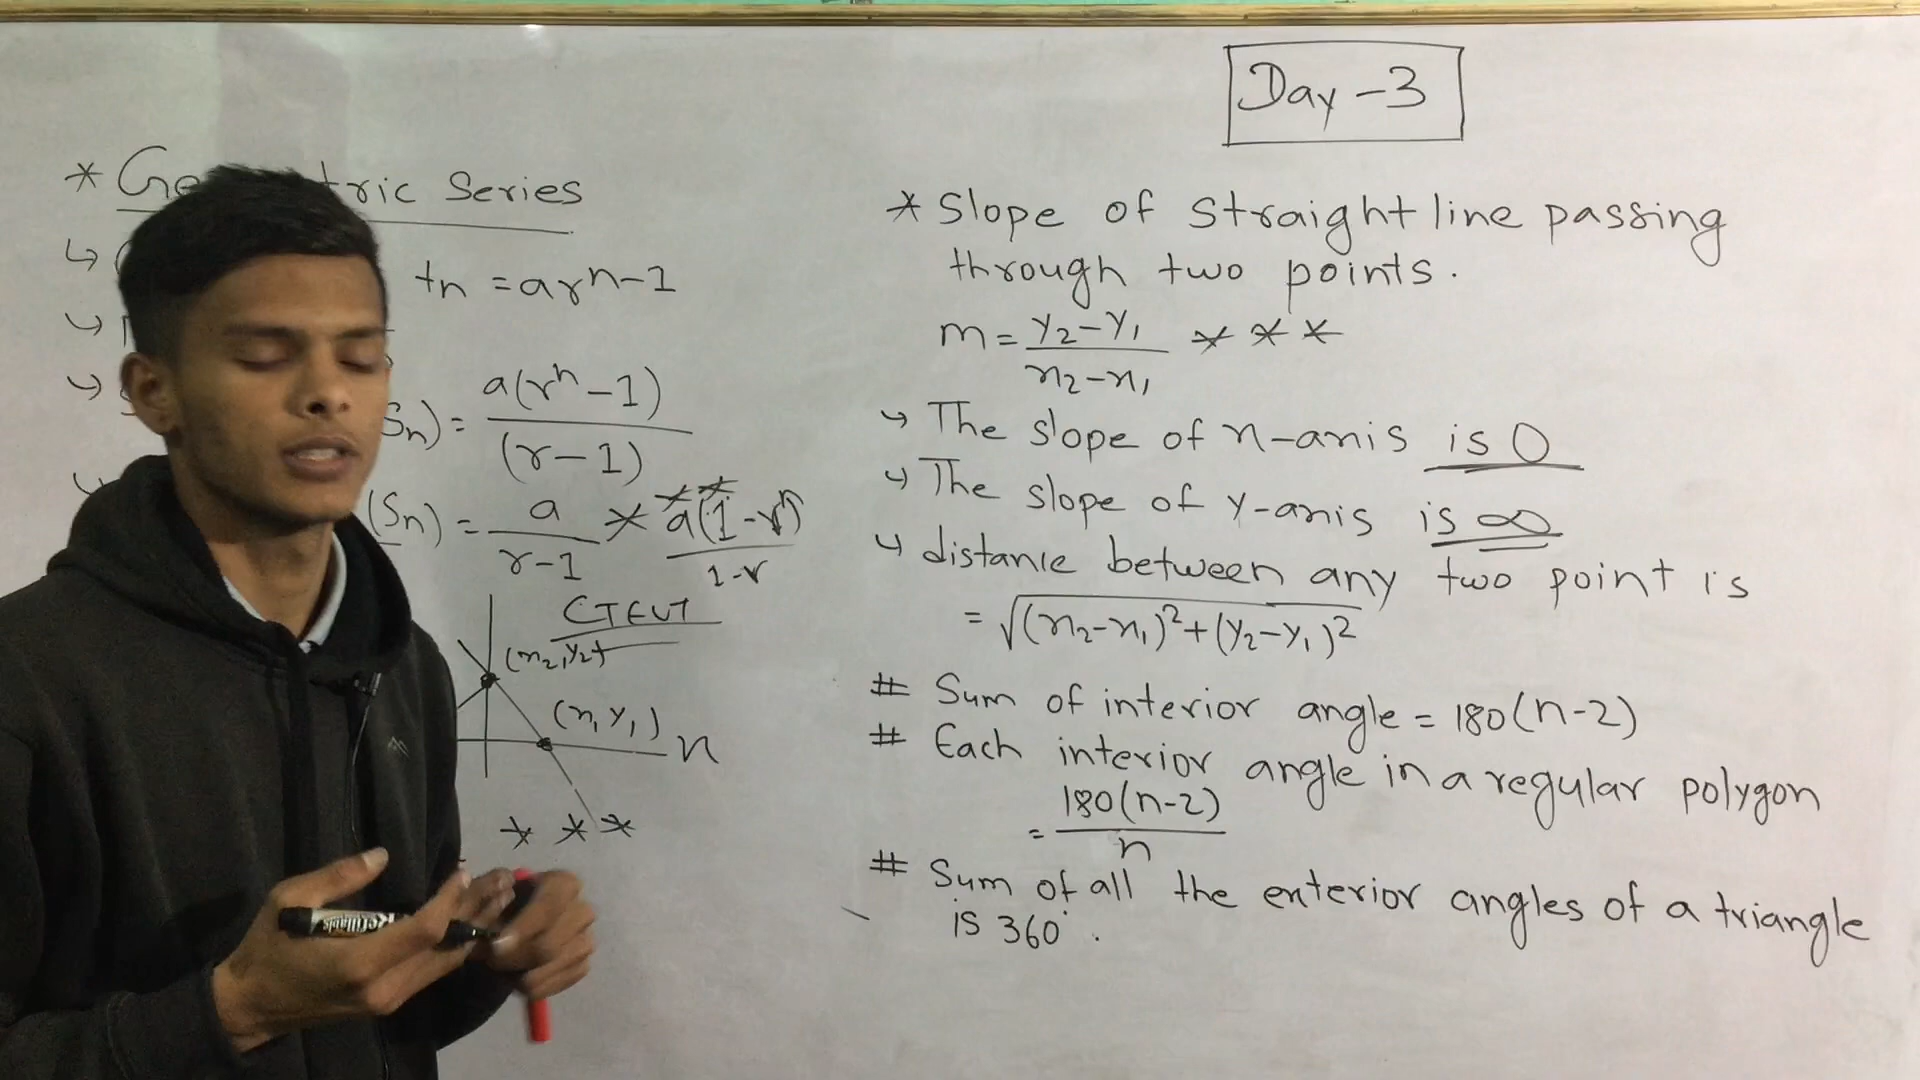 Day-3
* Ge tric Series
tn = arn-1
Sn) = a(rn-1)
(r-1)
(Sn) = a * a(1-r)
r-1 1-r
CTEVT
(x2,y2)
(x1y1)
x
* * *
* Slope of straight line passing
through two points.
m = y2-y1 * * *
x2-x1
↳ The slope of x-axis is 0
↳ The slope of y-axis is ∞
↳ distance between any two point is
= √(x2-x1)²+(y2-y1)²
# Sum of interior angle = 180(n-2)
# Each interior angle in a regular polygon
= 180(n-2)
n
# Sum of all the exterior angles of a triangle
is 360°.
Refillable